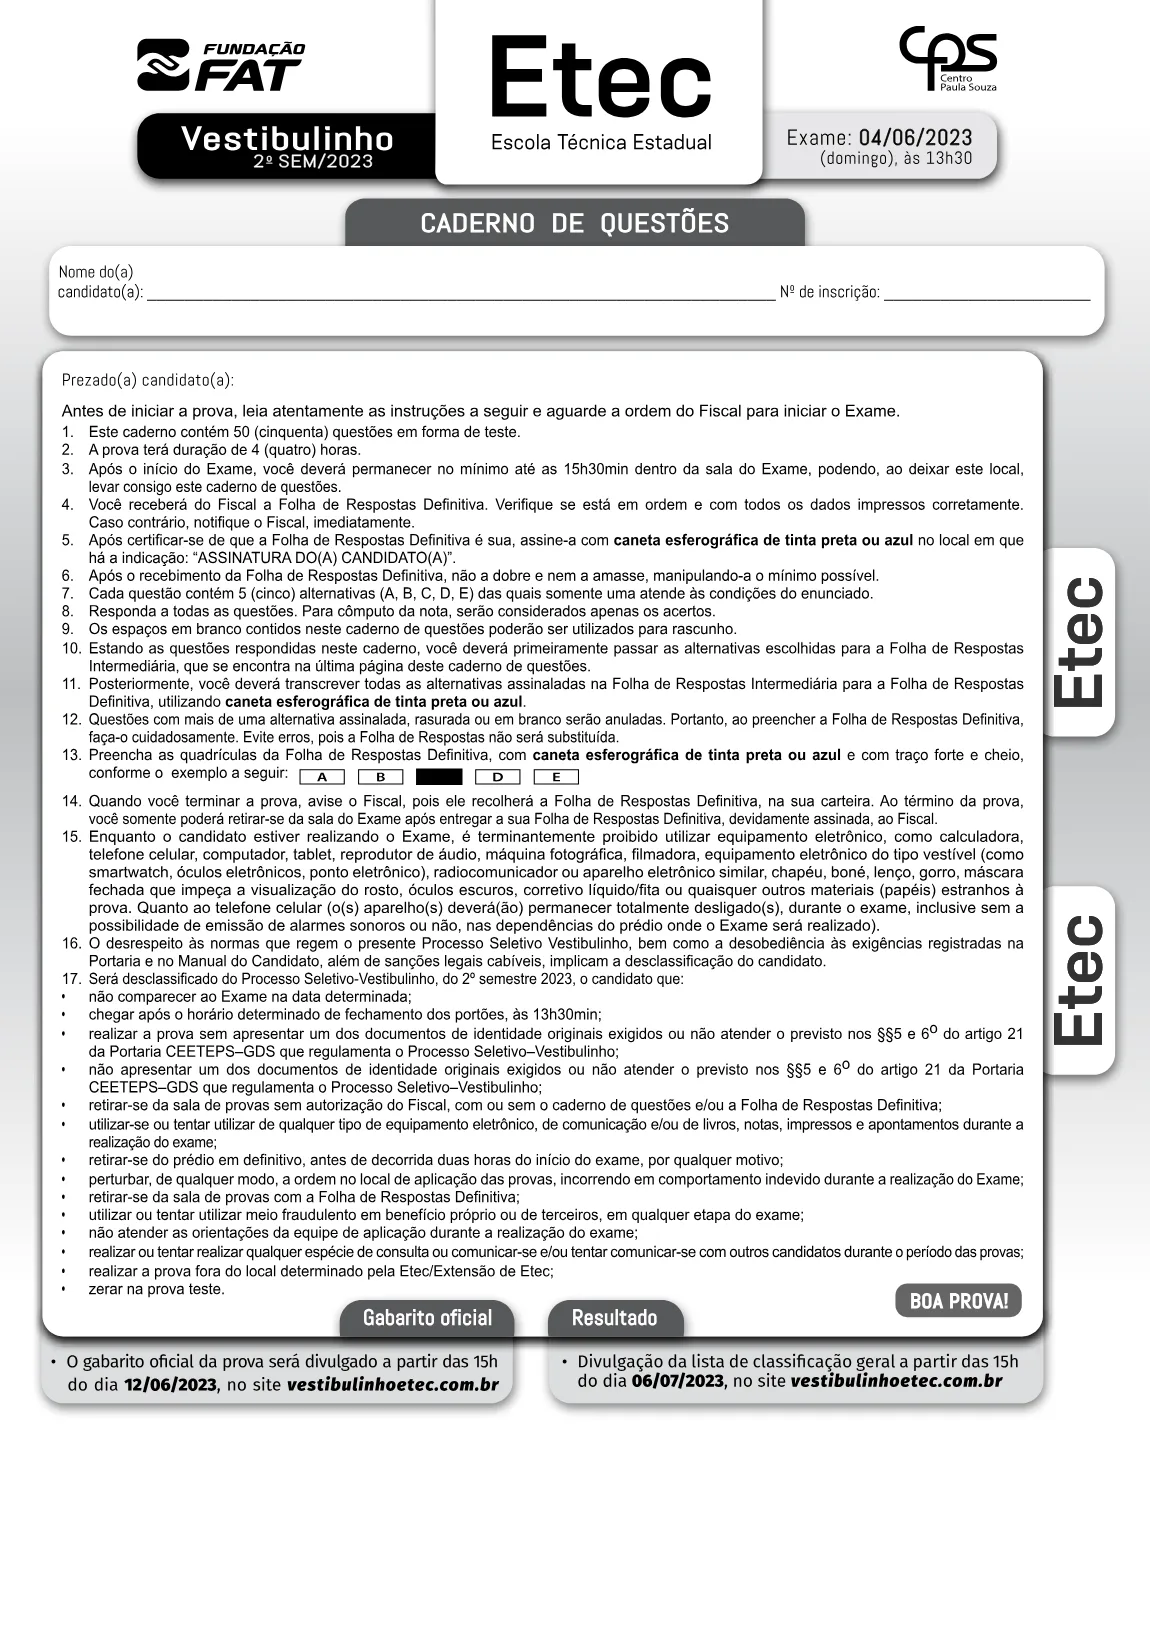 FUNDAÇÃO
FAT
Etec
Escola Técnica Estadual
CPS
Centro
Paula Souza
Vestibulinho
2º SEM/2023
Exame: 04/06/2023
(domingo), às 13h30
CADERNO DE QUESTÕES
Nome do(a)
candidato(a): ______________________________ Nº de inscrição: ______________
Prezado(a) candidato(a):
Antes de iniciar a prova, leia atentamente as instruções a seguir e aguarde a ordem do Fiscal para iniciar o Exame.
1. Este caderno contém 50 (cinquenta) questões em forma de teste.
2. A prova terá duração de 4 (quatro) horas.
3. Após o início do Exame, você deverá permanecer no mínimo até as 15h30min dentro da sala do Exame, podendo, ao deixar este local,
levar consigo este caderno de questões.
4. Você receberá do Fiscal a Folha de Respostas Definitiva. Verifique se está em ordem e com todos os dados impressos corretamente.
Caso contrário, notifique o Fiscal, imediatamente.
5. Após certificar-se de que a Folha de Respostas Definitiva é sua, assine-a com caneta esferográfica de tinta preta ou azul no local em que
há a indicação: “ASSINATURA DO(A) CANDIDATO(A)”.
6. Após o recebimento da Folha de Respostas Definitiva, não a dobre e nem a amasse, manipulando-a o mínimo possível.
7. Cada questão contém 5 (cinco) alternativas (A, B, C, D, E) das quais somente uma atende às condições do enunciado.
8. Responda a todas as questões. Para cômputo da nota, serão considerados apenas os acertos.
9. Os espaços em branco contidos neste caderno de questões poderão ser utilizados para rascunho.
10. Estando as questões respondidas neste caderno, você deverá primeiramente passar as alternativas escolhidas para a Folha de Respostas
Intermediária, que se encontra na última página deste caderno de questões.
11. Posteriormente, você deverá transcrever todas as alternativas assinaladas na Folha de Respostas Intermediária para a Folha de Respostas
Definitiva, utilizando caneta esferográfica de tinta preta ou azul.
12. Questões com mais de uma alternativa assinalada, rasurada ou em branco serão anuladas. Portanto, ao preencher a Folha de Respostas Definitiva,
faça-o cuidadosamente. Evite erros, pois a Folha de Respostas não será substituída.
13. Preencha as quadrículas da Folha de Respostas Definitiva, com caneta esferográfica de tinta preta ou azul e com traço forte e cheio,
conforme o exemplo a seguir: A B D E
14. Quando você terminar a prova, avise o Fiscal, pois ele recolherá a Folha de Respostas Definitiva, na sua carteira. Ao término da prova,
você somente poderá retirar-se da sala do Exame após entregar a sua Folha de Respostas Definitiva, devidamente assinada, ao Fiscal.
15. Enquanto o candidato estiver realizando o Exame, é terminantemente proibido utilizar equipamento eletrônico, como calculadora,
telefone celular, computador, tablet, reprodutor de áudio, máquina fotográfica, filmadora, equipamento eletrônico do tipo vestível (como
smartwatch, óculos eletrônicos, ponto eletrônico), radiocomunicador ou aparelho eletrônico similar, chapéu, boné, lenço, gorro, máscara
fechada que impeça a visualização do rosto, óculos escuros, corretivo líquido/fita ou quaisquer outros materiais (papéis) estranhos à
prova. Quanto ao telefone celular (o(s) aparelho(s) deverá(ão) permanecer totalmente desligado(s), durante o exame, inclusive sem a
possibilidade de emissão de alarmes sonoros ou não, nas dependências do prédio onde o Exame será realizado).
16. O desrespeito às normas que regem o presente Processo Seletivo Vestibulinho, bem como a desobediência às exigências registradas na
Portaria e no Manual do Candidato, além de sanções legais cabíveis, implicam a desclassificação do candidato.
17. Será desclassificado do Processo Seletivo-Vestibulinho, do 2º semestre 2023, o candidato que:
• não comparecer ao Exame na data determinada;
• chegar após o horário determinado de fechamento dos portões, às 13h30min;
• realizar a prova sem apresentar um dos documentos de identidade originais exigidos ou não atender o previsto nos §§5 e 6º do artigo 21
da Portaria CEETEPS–GDS que regulamenta o Processo Seletivo–Vestibulinho;
• não apresentar um dos documentos de identidade originais exigidos ou não atender o previsto nos §§5 e 6º do artigo 21 da Portaria
CEETEPS–GDS que regulamenta o Processo Seletivo–Vestibulinho;
• retirar-se da sala de provas sem autorização do Fiscal, com ou sem o caderno de questões e/ou a Folha de Respostas Definitiva;
• utilizar-se ou tentar utilizar de qualquer tipo de equipamento eletrônico, de comunicação e/ou de livros, notas, impressos e apontamentos durante a
realização do exame;
• retirar-se do prédio em definitivo, antes de decorrida duas horas do início do exame, por qualquer motivo;
• perturbar, de qualquer modo, a ordem no local de aplicação das provas, incorrendo em comportamento indevido durante a realização do Exame;
• retirar-se da sala de provas com a Folha de Respostas Definitiva;
• utilizar ou tentar utilizar meio fraudulento em benefício próprio ou de terceiros, em qualquer etapa do exame;
• não atender as orientações da equipe de aplicação durante a realização do exame;
• realizar ou tentar realizar qualquer espécie de consulta ou comunicar-se e/ou tentar comunicar-se com outros candidatos durante o período das provas;
• realizar a prova fora do local determinado pela Etec/Extensão de Etec;
• zerar na prova teste.
BOA PROVA!
Etec
Etec
Gabarito oficial
• O gabarito oficial da prova será divulgado a partir das 15h
do dia 12/06/2023, no site vestibulinhoetec.com.br
Resultado
• Divulgação da lista de classificação geral a partir das 15h
do dia 06/07/2023, no site vestibulinhoetec.com.br